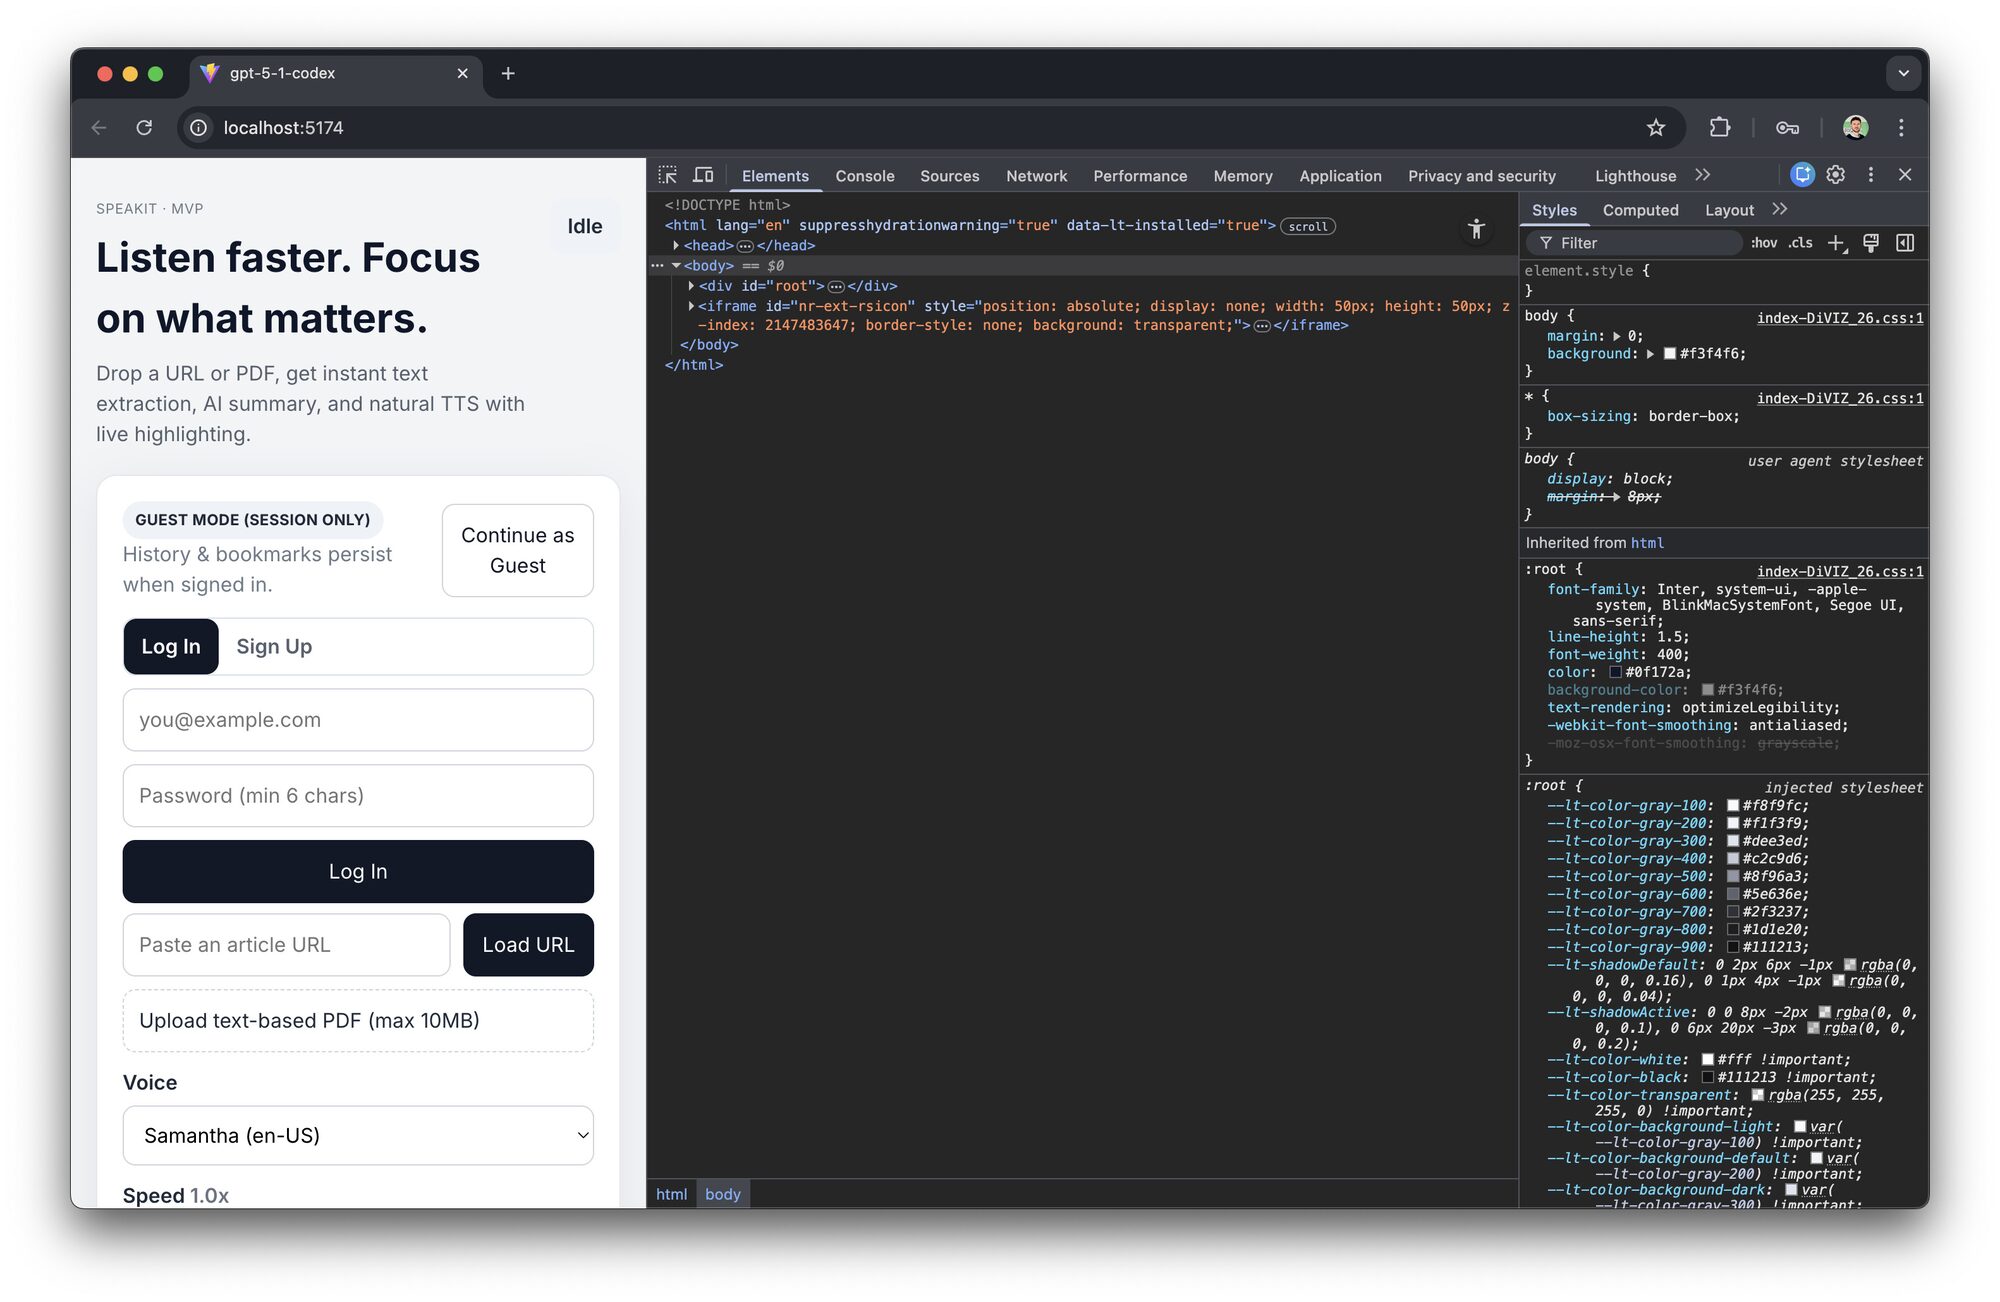 gpt-5-1-codex
localhost:5174
SPEAKIT · MVP
Idle
Listen faster. Focus
on what matters.
Drop a URL or PDF, get instant text
extraction, AI summary, and natural TTS with
live highlighting.
GUEST MODE (SESSION ONLY)
History & bookmarks persist
when signed in.
Continue as
Guest
Log In
Sign Up
you@example.com
Password (min 6 chars)
Log In
Paste an article URL
Load URL
Upload text-based PDF (max 10MB)
Voice
Samantha (en-US)
Speed 1.0x
Elements Console Sources Network Performance Memory Application Privacy and security Lighthouse
<!DOCTYPE html>
<html lang="en" suppresshydrationwarning="true" data-lt-installed="true"> scroll
<head> </head>
<body> == $0
<div id="root"> </div>
<iframe id="nr-ext-rsicon" style="position: absolute; display: none; width: 50px; height: 50px; z
-index: 2147483647; border-style: none; background: transparent;"> </iframe>
</body>
</html>
html body
Styles Computed Layout
Filter :hov .cls
element.style {
}
body { index-DiVIZ_26.css:1
margin: 0;
background: #f3f4f6;
}
* { index-DiVIZ_26.css:1
box-sizing: border-box;
}
body { user agent stylesheet
display: block;
margin: 8px;
}
Inherited from html
:root { index-DiVIZ_26.css:1
font-family: Inter, system-ui, -apple-
system, BlinkMacSystemFont, Segoe UI,
sans-serif;
line-height: 1.5;
font-weight: 400;
color: #0f172a;
background-color: #f3f4f6;
text-rendering: optimizeLegibility;
-webkit-font-smoothing: antialiased;
-moz-osx-font-smoothing: grayscale;
}
:root { injected stylesheet
--lt-color-gray-100: #f8f9fc;
--lt-color-gray-200: #f1f3f9;
--lt-color-gray-300: #dee3ed;
--lt-color-gray-400: #c2c9d6;
--lt-color-gray-500: #8f96a3;
--lt-color-gray-600: #5e636e;
--lt-color-gray-700: #2f3237;
--lt-color-gray-800: #1d1e20;
--lt-color-gray-900: #111213;
--lt-shadowDefault: 0 2px 6px -1px rgba(0,
0, 0, 0.16), 0 1px 4px -1px rgba(0,
0, 0, 0.04);
--lt-shadowActive: 0 0 8px -2px rgba(0, 0,
0, 0.1), 0 6px 20px -3px rgba(0, 0,
0, 0.2);
--lt-color-white: #fff !important;
--lt-color-black: #111213 !important;
--lt-color-transparent: rgba(255, 255,
255, 0) !important;
--lt-color-background-light: var(
--lt-color-gray-100) !important;
--lt-color-background-default: var(
--lt-color-gray-200) !important;
--lt-color-background-dark: var(
--lt-color-gray-300) !important;